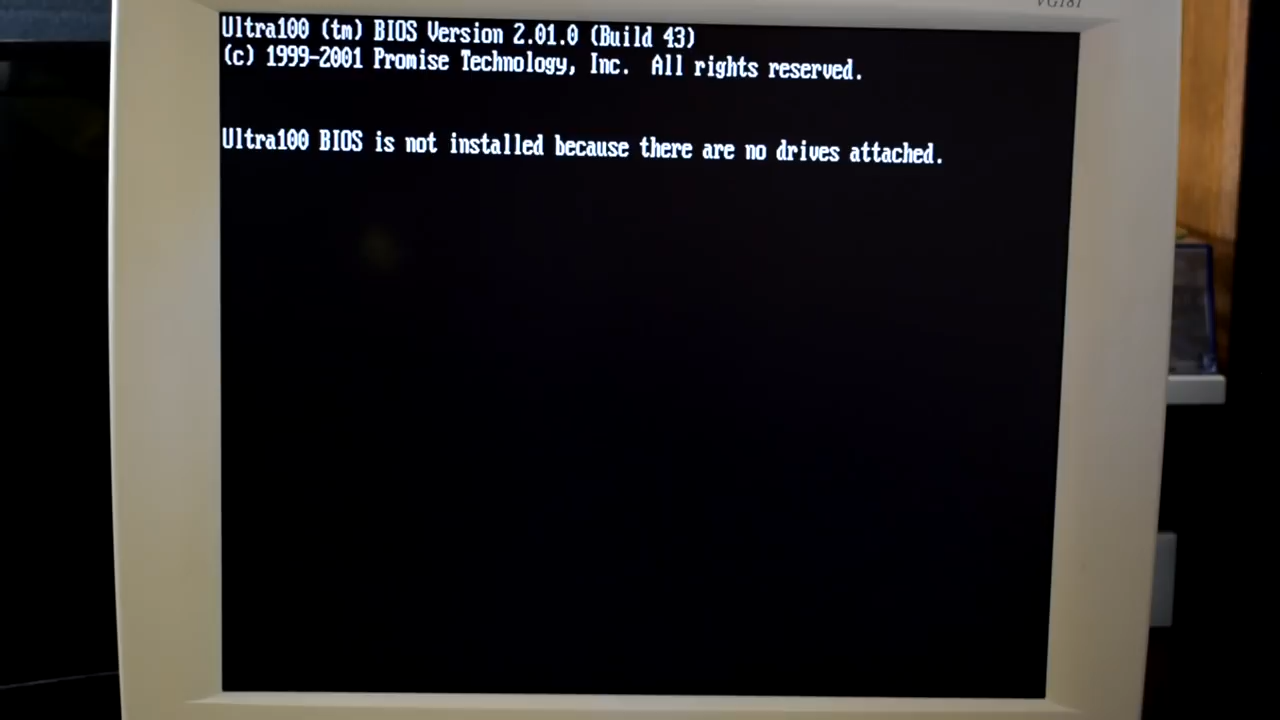 VG181
Ultra100 (tm) BIOS Version 2.01.0 (Build 43)
(c) 1999-2001 Promise Technology, Inc.  All rights reserved.
Ultra100 BIOS is not installed because there are no drives attached.